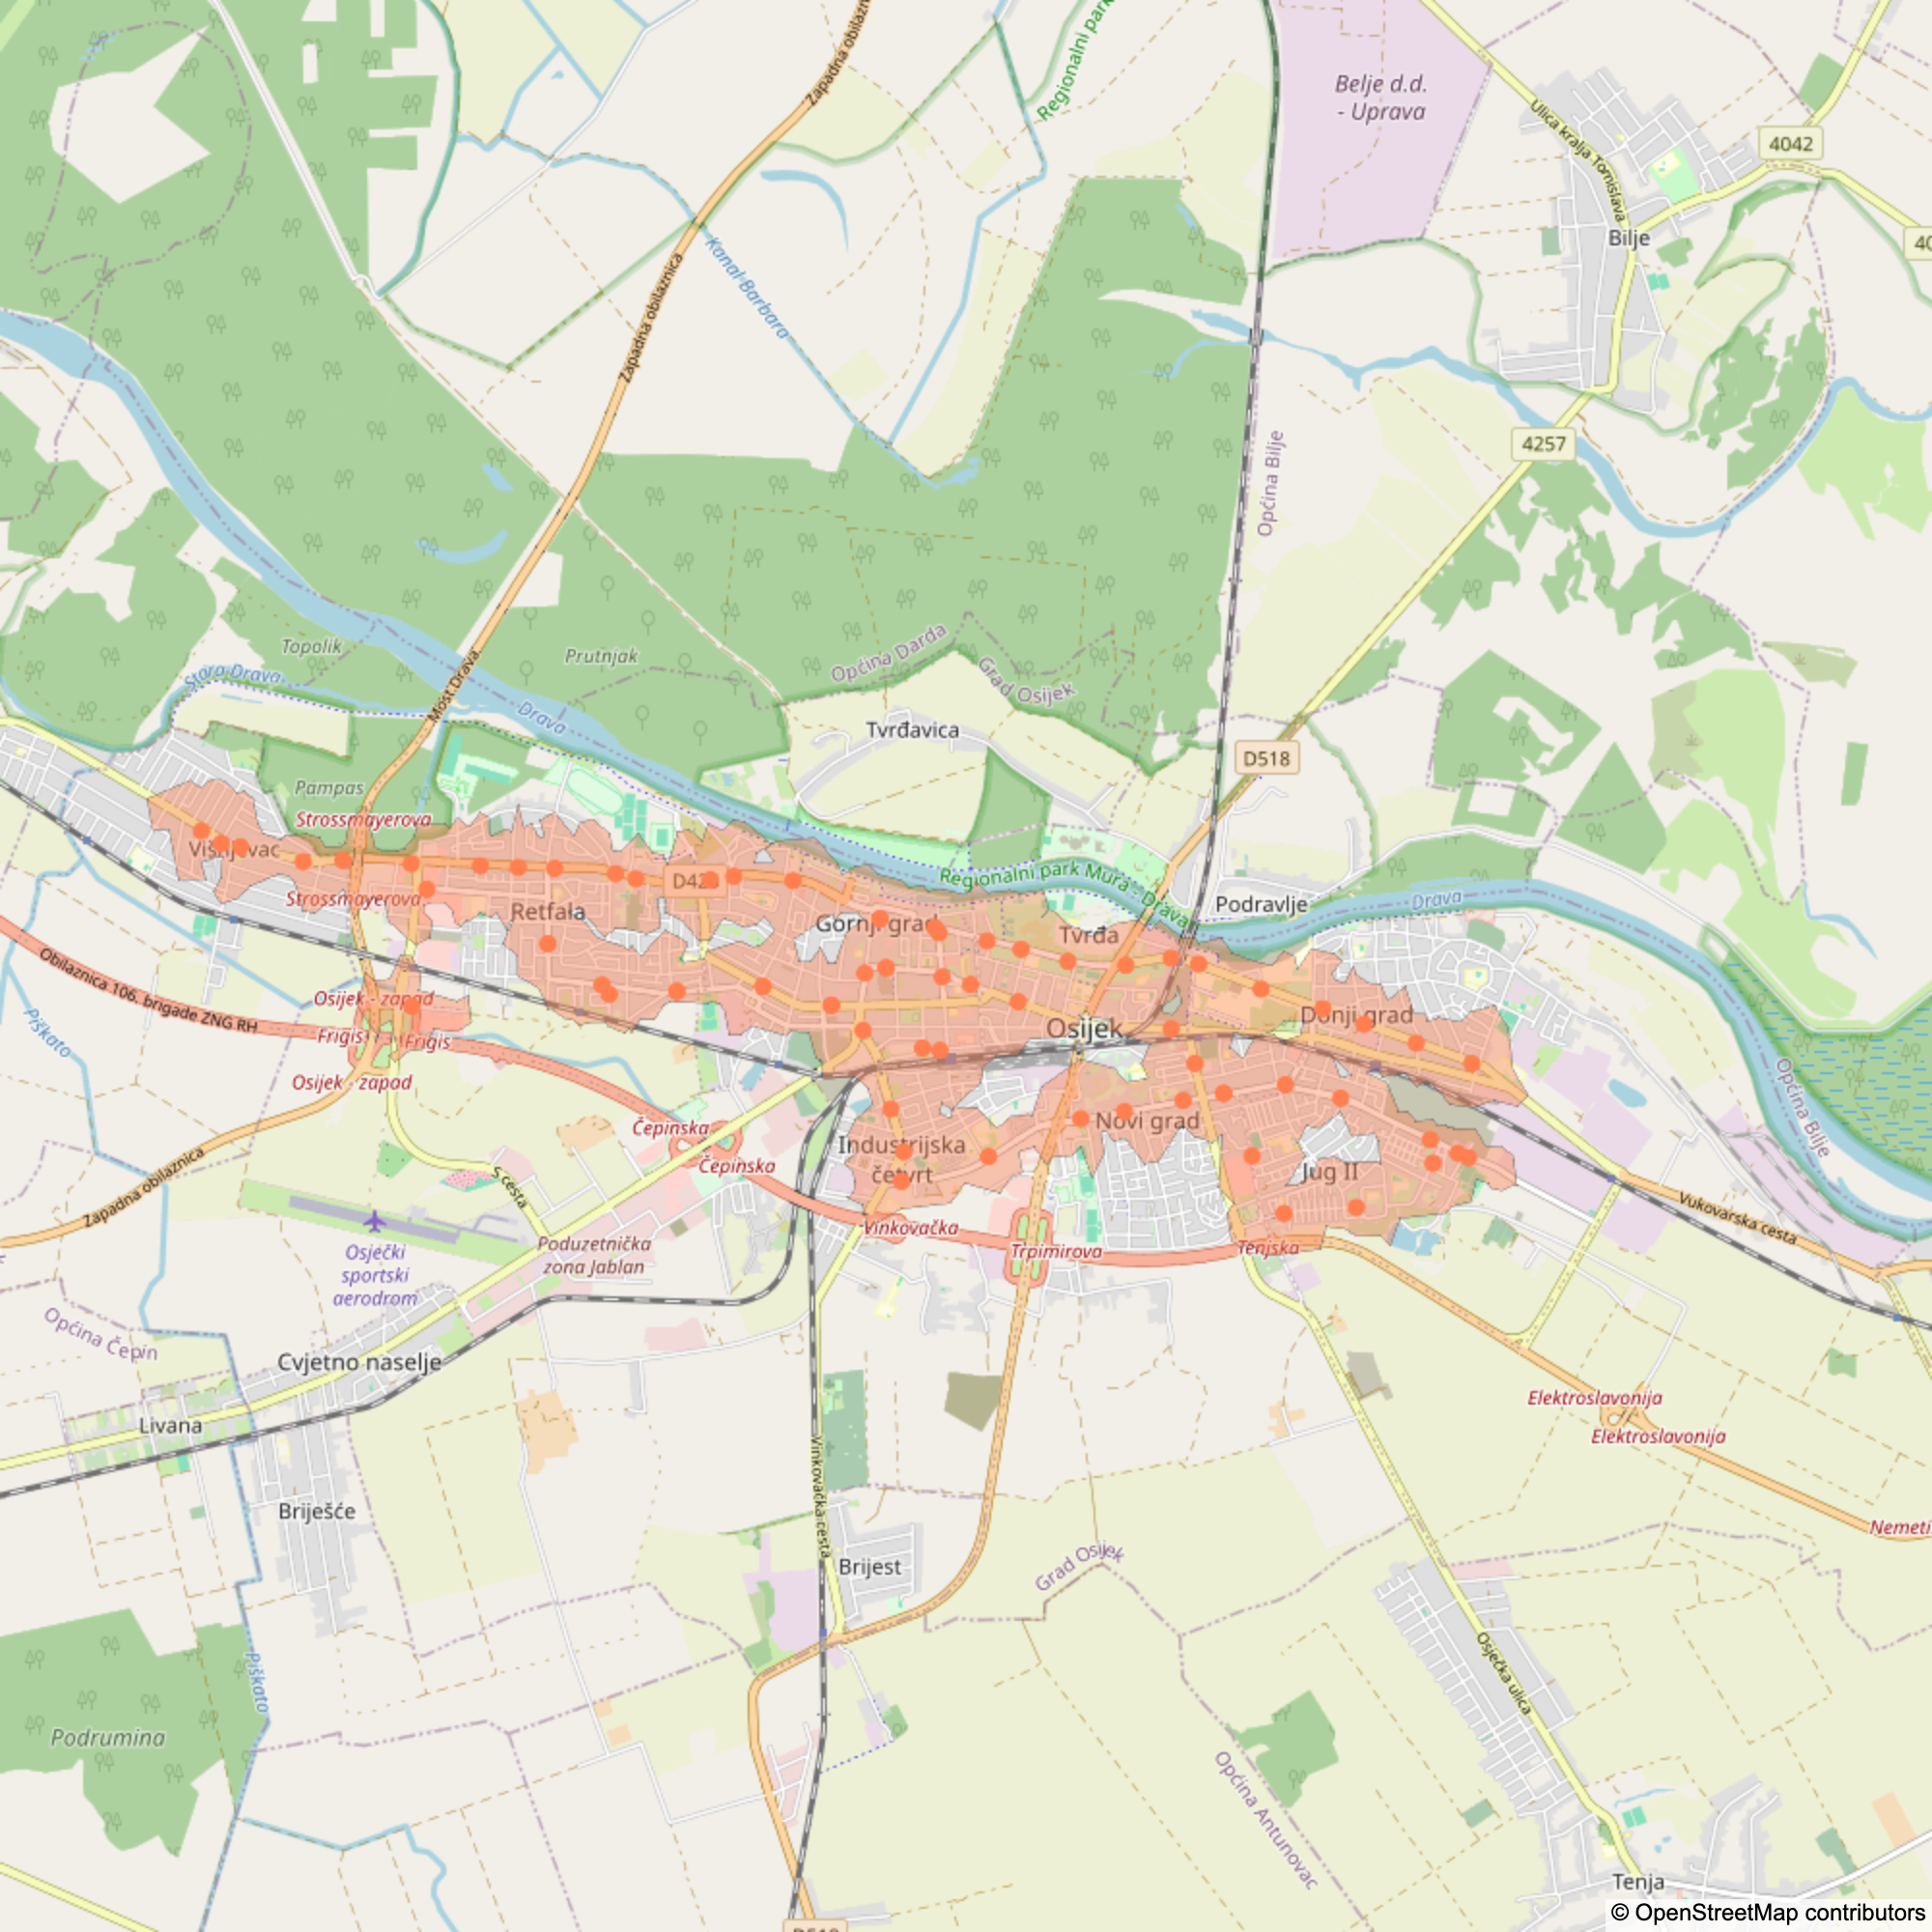 Zapadna obilaznica
Regionalni park
Belje d.d.
- Uprava
Ulica kralja Tomislava
4042
Bilje
Kanal Barbara
Zapadna obilaznica
4257
Općina Bilje
Topolik
Prutnjak
Općina Darda
Grad Osijek
Stara Drava
Most Drava
Drava
Tvrđavica
D518
Pampas
Strossmayerova
Višnjevac
Regionalni park Mura - Drava
Strossmayerova
Retfala
Gornji grad
Tvrđa
Podravlje
Drava
Obilaznica 106. brigade ZNG RH
Osijek - zapad
Piškato
Frigis
Frigis
Osijek
Donji grad
Osijek - zapad
Općina Bilje
Čepinska
Novi grad
Industrijska
četvrt
Čepinska
Jug II
S cesta
Zapadna obilaznica
Vukovarska cesta
Vinkovačka
Trpimirova
Tenjska
Osječki
sportski
aerodrom
Poduzetnička
zona Jablan
Općina Čepin
Cvjetno naselje
Livana
Elektroslavonija
Elektroslavonija
Vinkovačka cesta
Briješće
Nemeti
Brijest
Grad Osijek
Piškato
Osječka ulica
Podrumina
Općina Antunovac
Tenja
© OpenStreetMap contributors